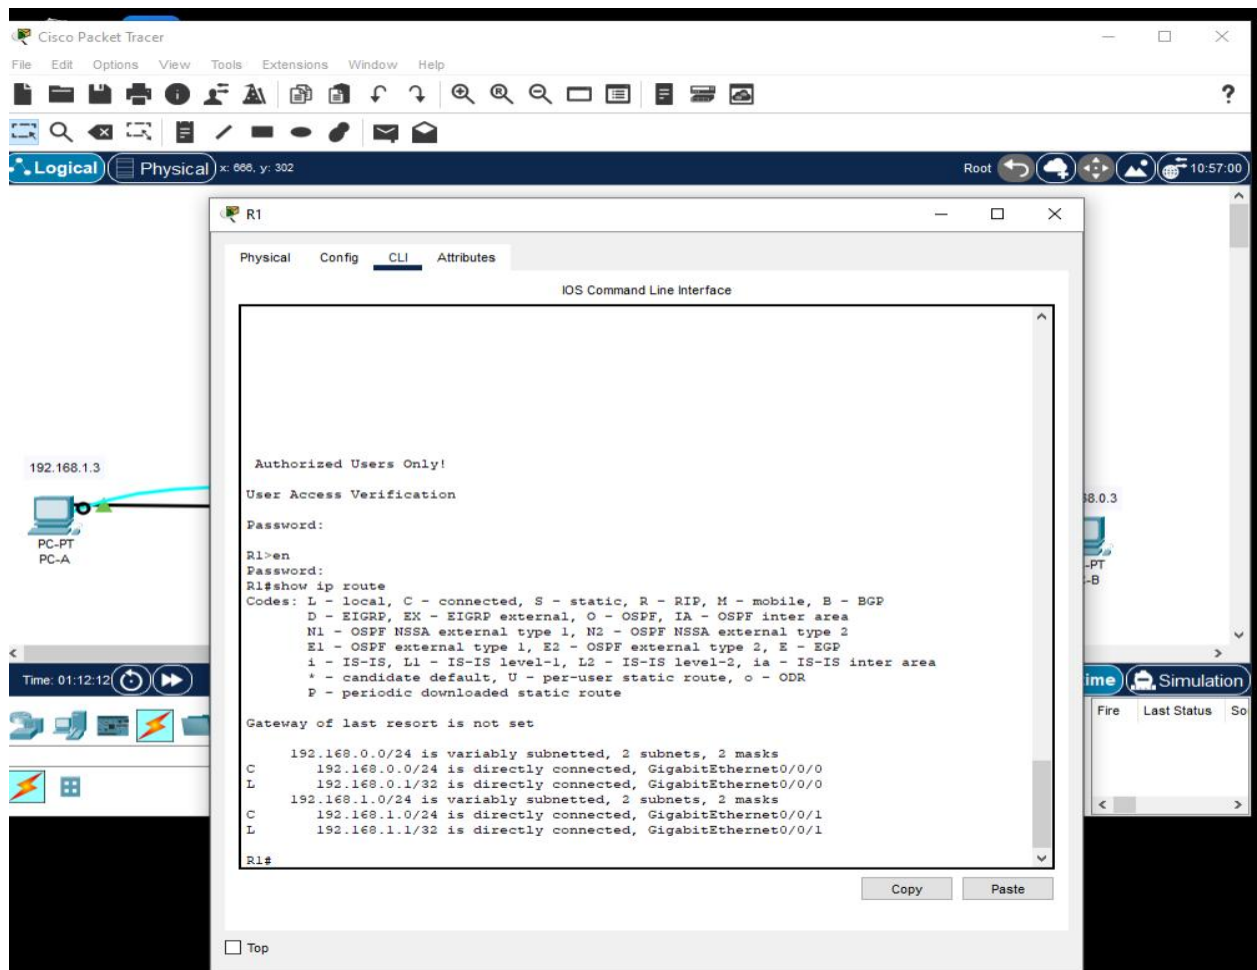 Cisco Packet Tracer
File Edit Options View Tools Extensions Window Help
?
Logical Physical x: 666, y: 302 Root 10:57:00
R1
Physical Config CLI Attributes
IOS Command Line Interface
Authorized Users Only!
User Access Verification
Password:
R1>en
Password:
R1#show ip route
Codes: L - local, C - connected, S - static, R - RIP, M - mobile, B - BGP
D - EIGRP, EX - EIGRP external, O - OSPF, IA - OSPF inter area
N1 - OSPF NSSA external type 1, N2 - OSPF NSSA external type 2
E1 - OSPF external type 1, E2 - OSPF external type 2, E - EGP
i - IS-IS, L1 - IS-IS level-1, L2 - IS-IS level-2, ia - IS-IS inter area
* - candidate default, U - per-user static route, o - ODR
P - periodic downloaded static route
Gateway of last resort is not set
192.168.0.0/24 is variably subnetted, 2 subnets, 2 masks
C 192.168.0.0/24 is directly connected, GigabitEthernet0/0/0
L 192.168.0.1/32 is directly connected, GigabitEthernet0/0/0
192.168.1.0/24 is variably subnetted, 2 subnets, 2 masks
C 192.168.1.0/24 is directly connected, GigabitEthernet0/0/1
L 192.168.1.1/32 is directly connected, GigabitEthernet0/0/1
R1#
Copy Paste
Top
192.168.1.3
PC-PT
PC-A
8.0.3
-PT
-B
Time: 01:12:12
ime Simulation
Fire Last Status So